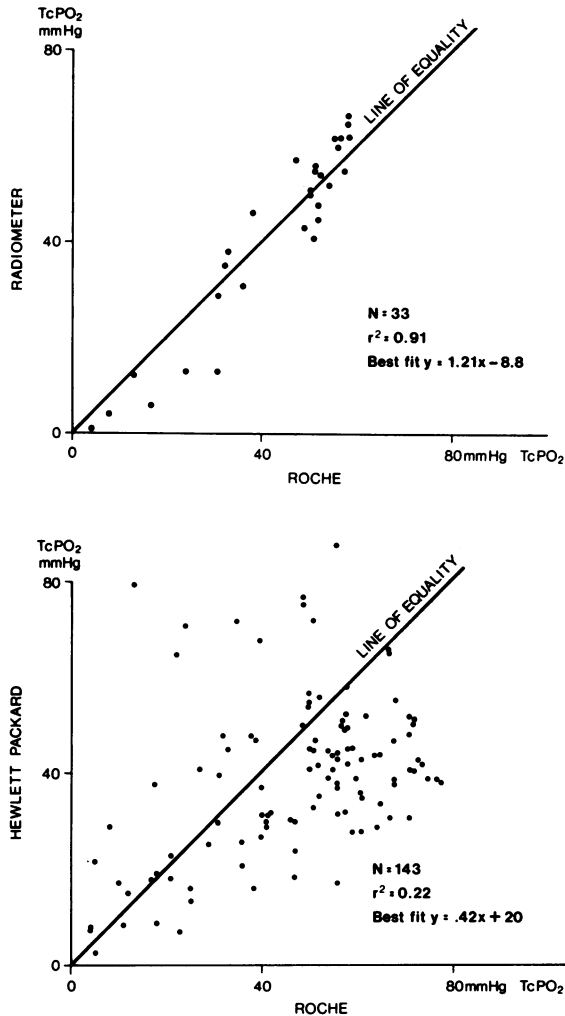 TcPO2
mmHg
80
LINE OF EQUALITY
RADIOMETER
40
N = 33
r² = 0.91
Best fit y = 1.21x – 8.8
0
0
40
80mmHg TcPO2
ROCHE
TcPO2
mmHg
80
LINE OF EQUALITY
HEWLETT PACKARD
40
N = 143
r² = 0.22
Best fit y = .42x + 20
0
0
40
80mmHg TcPO2
ROCHE